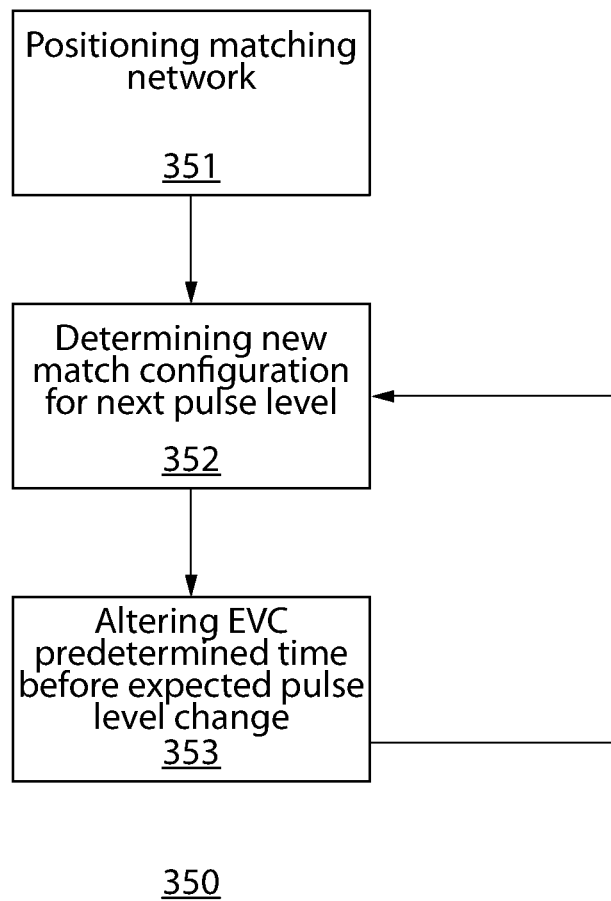 Positioning matching
network
351
Determining new
match configuration
for next pulse level
352
Altering EVC
predetermined time
before expected pulse
level change
353
350